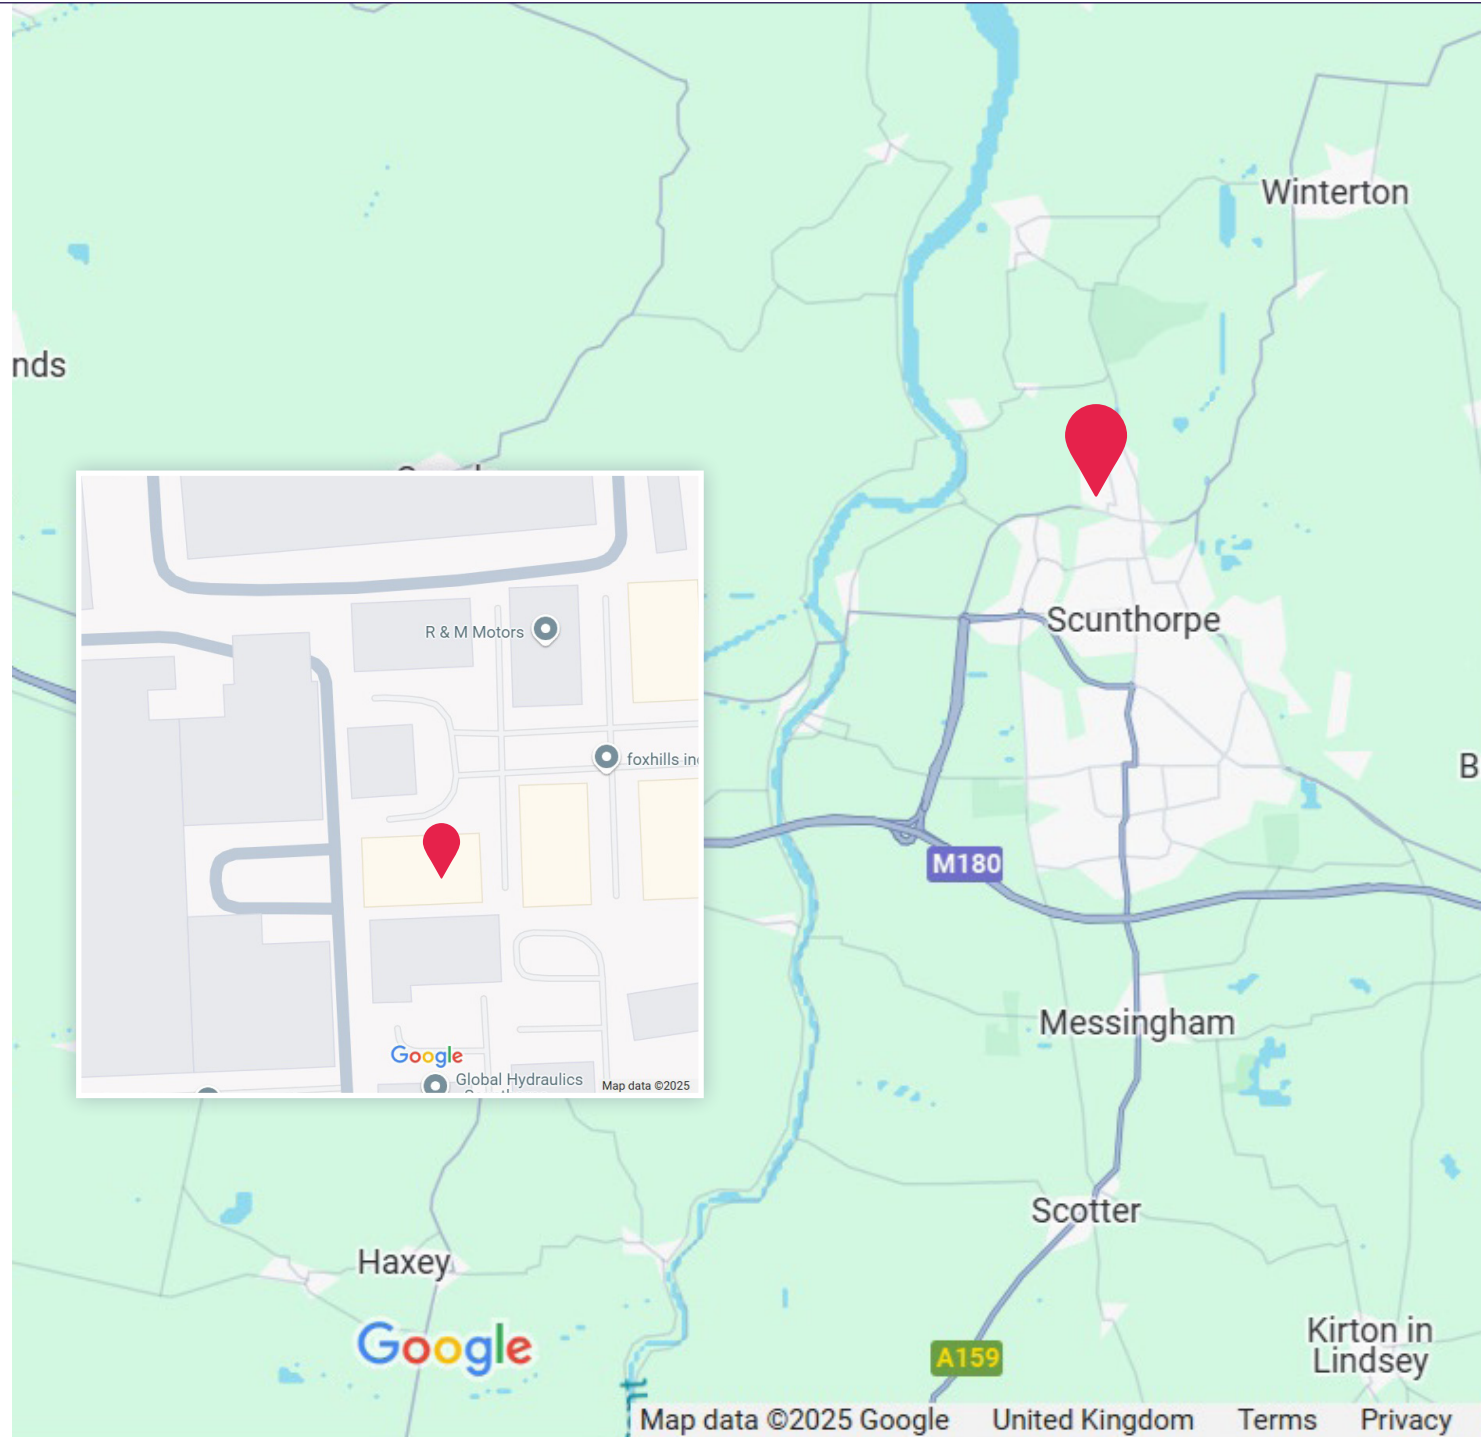 Winterton
nds
R & M Motors
foxhills in
Scunthorpe
B
M180
Messingham
Google
Global Hydraulics
Map data ©2025
Scotter
Haxey
Google
Kirton in
Lindsey
A159
nt
Map data ©2025 Google United Kingdom Terms Privacy